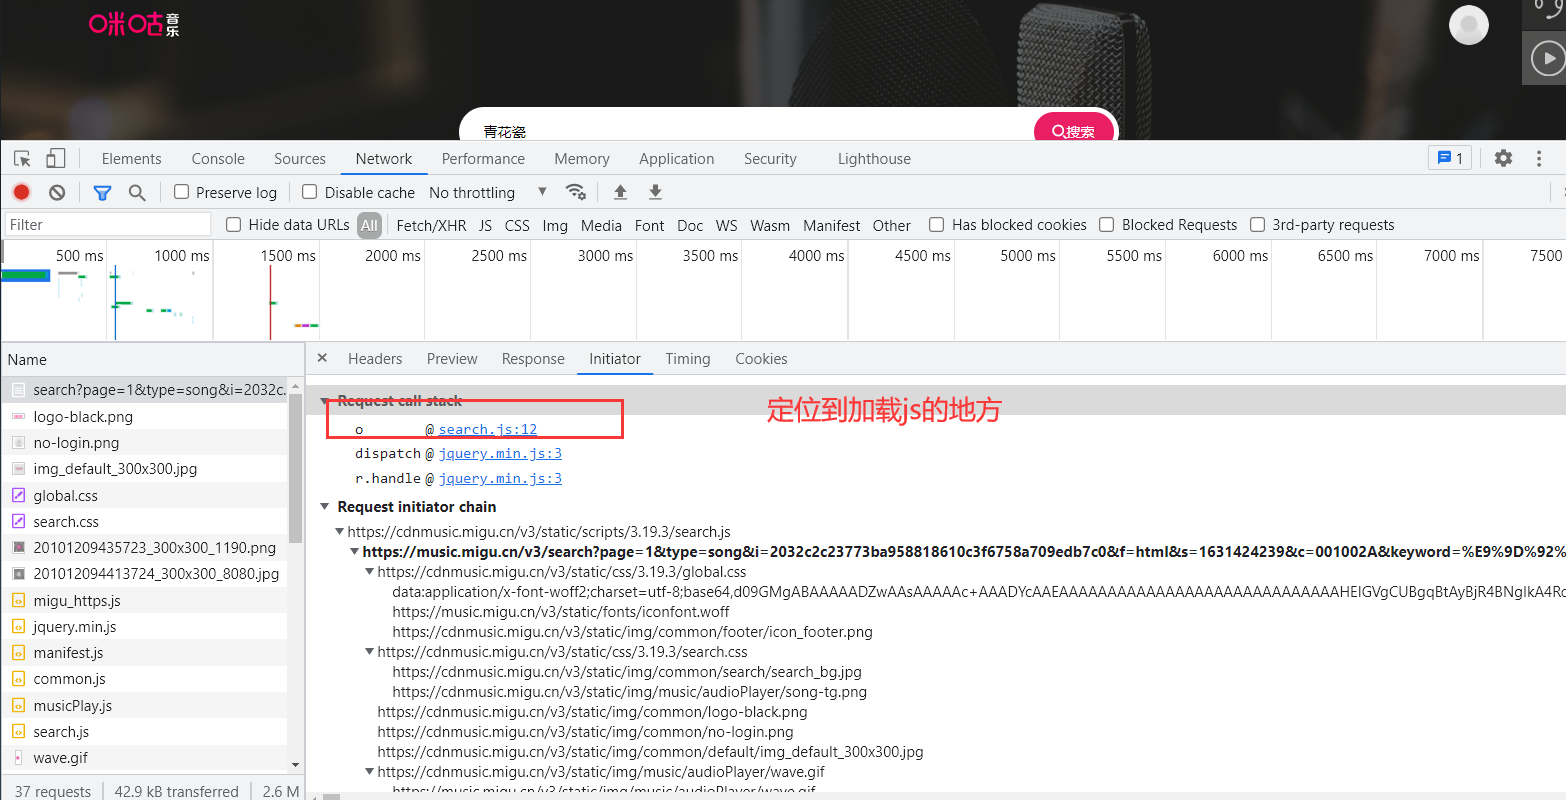 咪咕音乐
青花瓷
搜索
Elements Console Sources Network Performance Memory Application Security Lighthouse 1
Preserve log Disable cache No throttling
Filter Hide data URLs All Fetch/XHR JS CSS Img Media Font Doc WS Wasm Manifest Other Has blocked cookies Blocked Requests 3rd-party requests
500 ms 1000 ms 1500 ms 2000 ms 2500 ms 3000 ms 3500 ms 4000 ms 4500 ms 5000 ms 5500 ms 6000 ms 6500 ms 7000 ms 7500
Name
search?page=1&type=song&i=2032c.
logo-black.png
no-login.png
img_default_300x300.jpg
global.css
search.css
20101209435723_300x300_1190.png
201012094413724_300x300_8080.jpg
migu_https.js
jquery.min.js
manifest.js
common.js
musicPlay.js
search.js
wave.gif
37 requests 42.9 kB transferred 2.6 M
× Headers Preview Response Initiator Timing Cookies
Request call stack
定位到加载js的地方
o @ search.js:12
dispatch @ jquery.min.js:3
r.handle @ jquery.min.js:3
Request initiator chain
https://cdnmusic.migu.cn/v3/static/scripts/3.19.3/search.js
https://music.migu.cn/v3/search?page=1&type=song&i=2032c2c23773ba958818610c3f6758a709edb7c0&f=html&s=1631424239&c=001002A&keyword=%E9%9D%92%
https://cdnmusic.migu.cn/v3/static/css/3.19.3/global.css
data:application/x-font-woff2;charset=utf-8;base64,d09GMgABAAAAADZwAAsAAAAAc+AAADYcAAEAAAAAAAAAAAAAAAAAAAAAAAAAAAAAHEIGVgCUBgqBtAyBjR4BNgIkA4Rc
https://music.migu.cn/v3/static/fonts/iconfont.woff
https://cdnmusic.migu.cn/v3/static/img/common/footer/icon_footer.png
https://cdnmusic.migu.cn/v3/static/css/3.19.3/search.css
https://cdnmusic.migu.cn/v3/static/img/common/search/search_bg.jpg
https://cdnmusic.migu.cn/v3/static/img/music/audioPlayer/song-tg.png
https://cdnmusic.migu.cn/v3/static/img/common/logo-black.png
https://cdnmusic.migu.cn/v3/static/img/common/no-login.png
https://cdnmusic.migu.cn/v3/static/img/common/default/img_default_300x300.jpg
https://cdnmusic.migu.cn/v3/static/img/music/audioPlayer/wave.gif
https://music.migu.cn/v3/static/img/music/audioPlayer/wave.gif